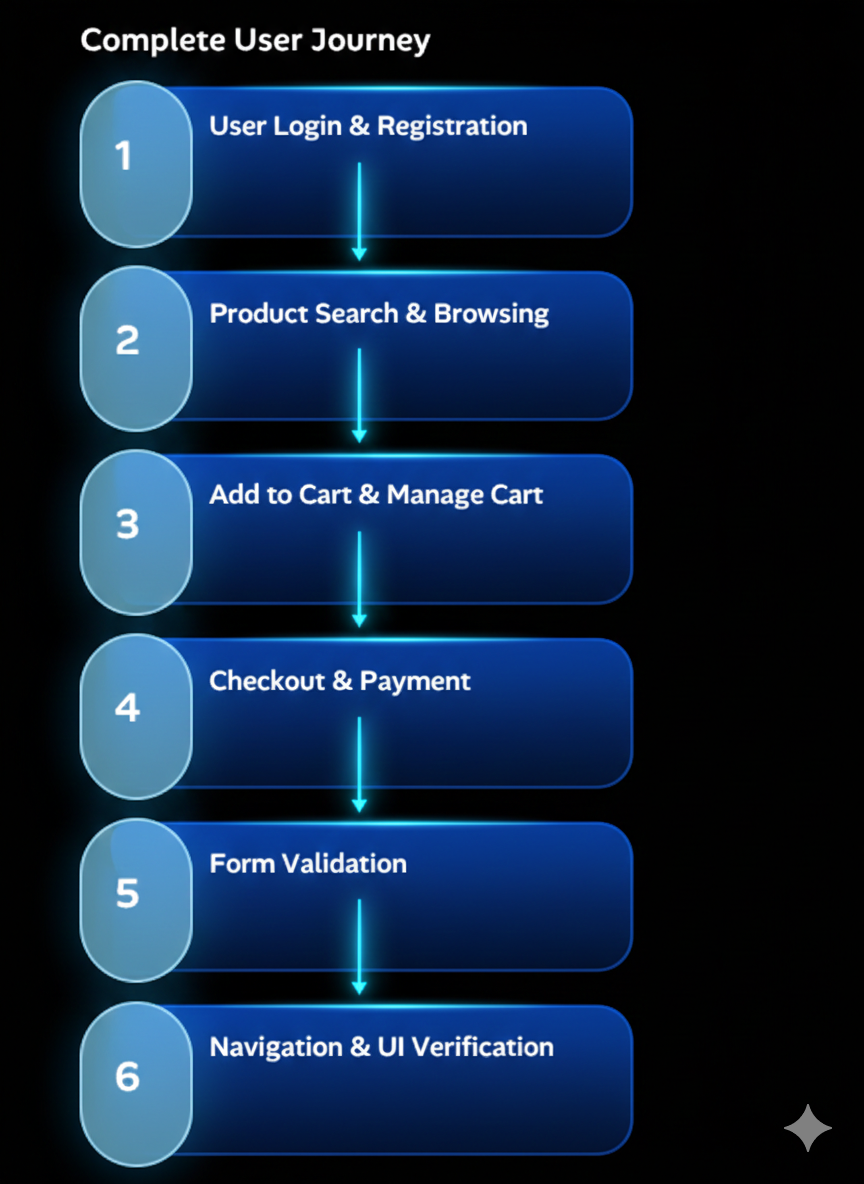 Complete User Journey
1
User Login & Registration
2
Product Search & Browsing
3
Add to Cart & Manage Cart
4
Checkout & Payment
5
Form Validation
6
Navigation & UI Verification